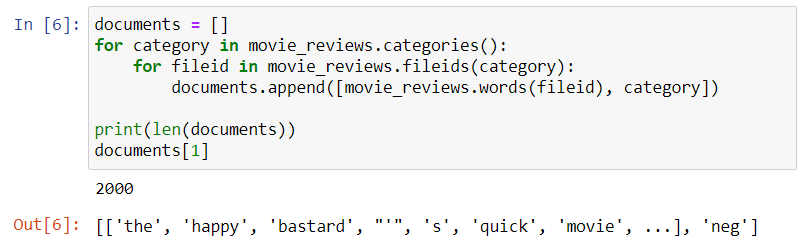 In [6]: documents = []
for category in movie_reviews.categories():
    for fileid in movie_reviews.fileids(category):
        documents.append([movie_reviews.words(fileid), category])

print(len(documents))
documents[1]
2000
Out[6]: [['the', 'happy', 'bastard', "'", 's', 'quick', 'movie', ...], 'neg']